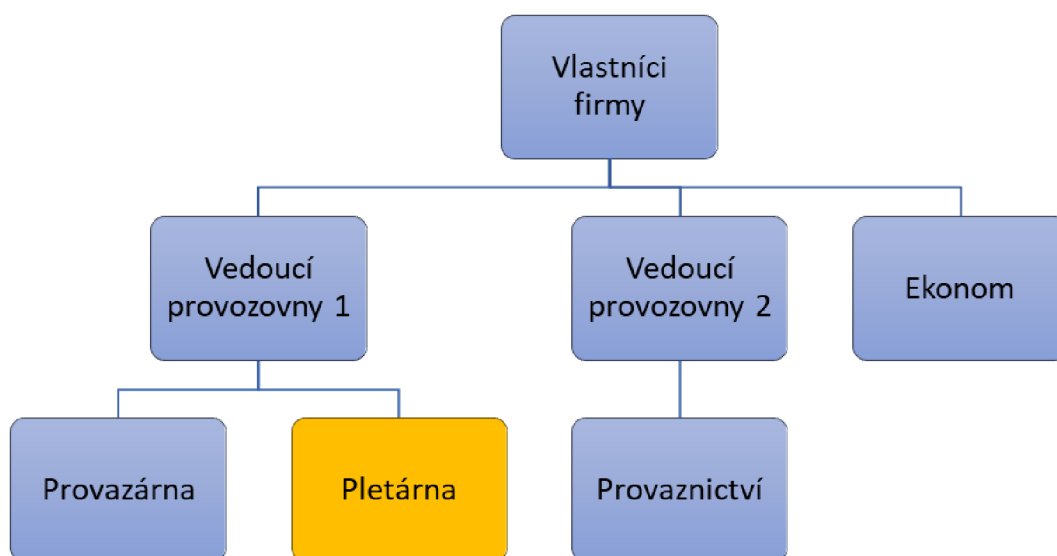 Vlastníci
firmy
Vedoucí
provozovny 1
Vedoucí
provozovny 2
Ekonom
Provazárna
Pletárna
Provaznictví